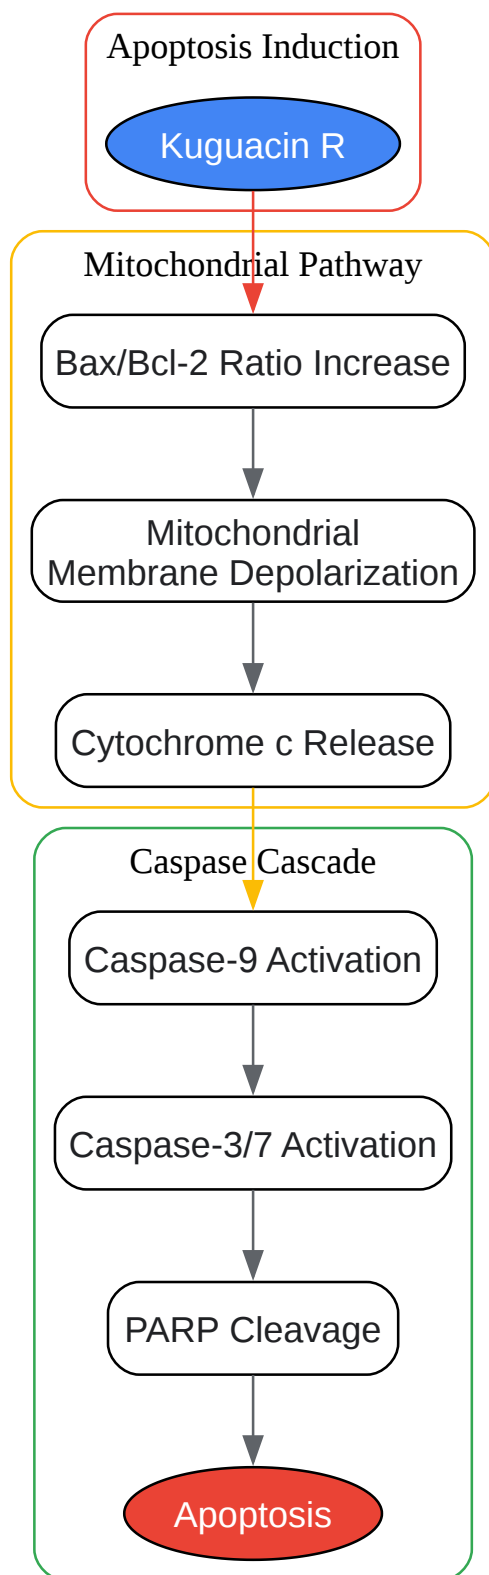 Apoptosis Induction
Kuguacin R
Mitochondrial Pathway
Bax/Bcl-2 Ratio Increase
Mitochondrial
Membrane Depolarization
Cytochrome c Release
Caspase Cascade
Caspase-9 Activation
Caspase-3/7 Activation
PARP Cleavage
Apoptosis